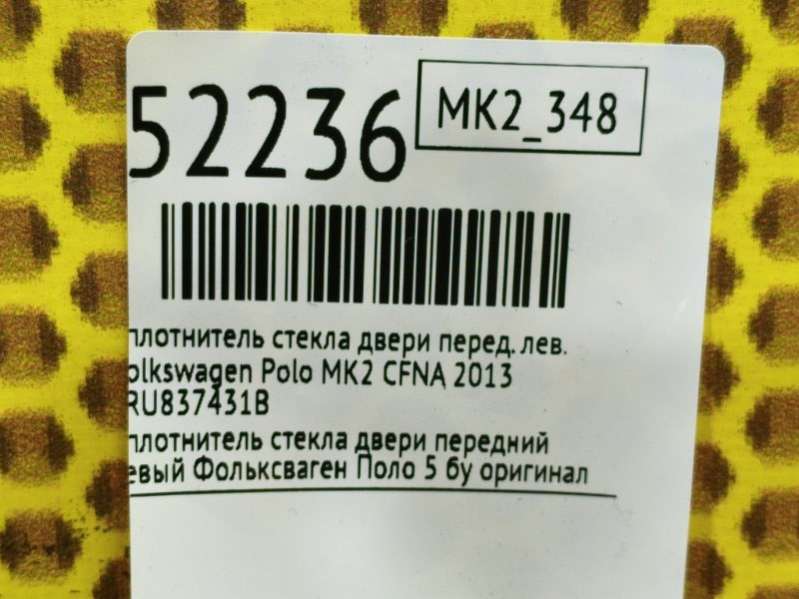 52236
MK2_348
плотнитель стекла двери перед. лев.
olkswagen Polo MK2 CFNA 2013
RU837431B
плотнитель стекла двери передний
евый Фольксваген Поло 5 бу оригинал